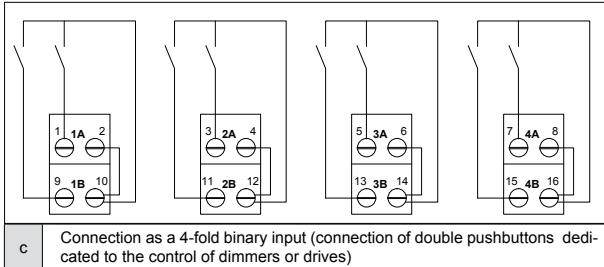 1 1A 2 3 2A 4 5 3A 6 7 4A 8
9 1B 10 11 2B 12 13 3B 14 15 4B 16
c Connection as a 4-fold binary input (connection of double pushbuttons dedi-
cated to the control of dimmers or drives)